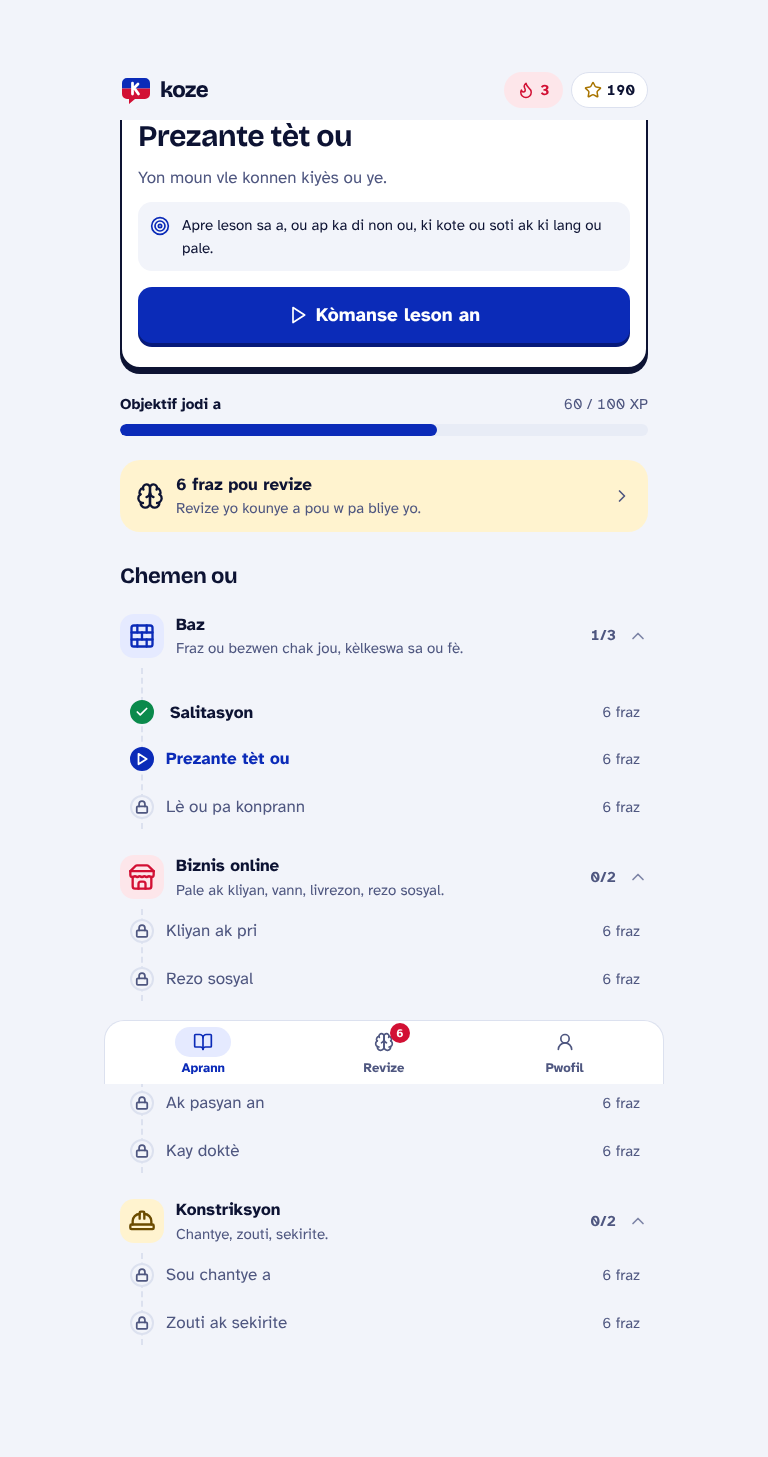 K koze
3
190
Prezante tèt ou
Yon moun vle konnen kiyès ou ye.
Apre leson sa a, ou ap ka di non ou, ki kote ou soti ak ki lang ou
pale.
Kòmanse leson an
Objektif jodi a
60 / 100 XP
6 fraz pou revize
Revize yo kounye a pou w pa bliye yo.
Chemen ou
Baz
Fraz ou bezwen chak jou, kèlkeswa sa ou fè.
1/3
Salitasyon
6 fraz
Prezante tèt ou
6 fraz
Lè ou pa konprann
6 fraz
Biznis online
Pale ak kliyan, vann, livrezon, rezo sosyal.
0/2
Kliyan ak pri
6 fraz
Rezo sosyal
6 fraz
6
Aprann
Revize
Pwofil
Ak pasyan an
6 fraz
Kay doktè
6 fraz
Konstriksyon
Chantye, zouti, sekirite.
0/2
Sou chantye a
6 fraz
Zouti ak sekirite
6 fraz